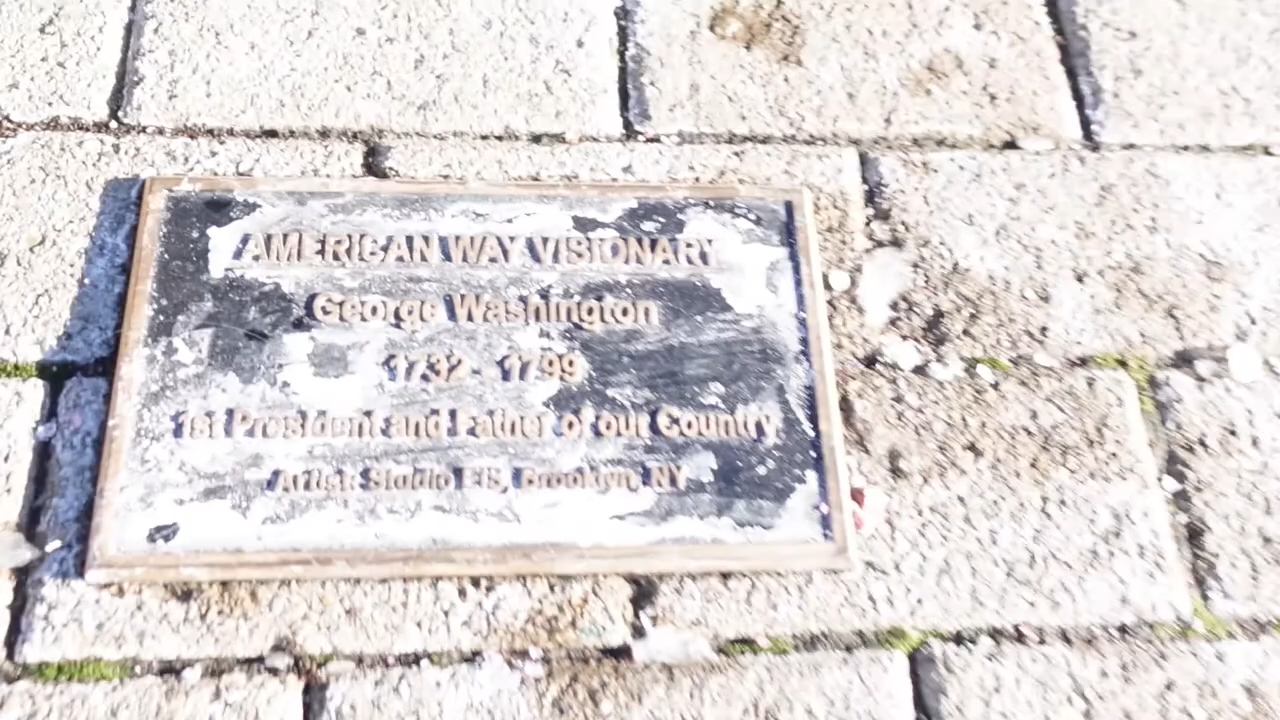 AMERICAN WAY VISIONARY
George Washington
1732 - 1799
1st President and Father of our Country
Artist: Studio EIS, Brooklyn, NY